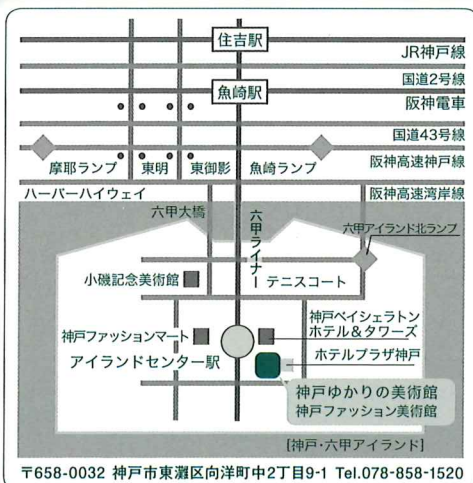 住吉駅
JR神戸線
国道2号線
魚崎駅
阪神電車
国道43号線
摩耶ランプ
東明
東御影
魚崎ランプ
阪神高速神戸線
ハーバーハイウェイ
阪神高速湾岸線
六甲大橋
六甲ライナー
六甲アイランド北ランプ
小磯記念美術館
テニスコート
神戸ファッションマート
神戸ベイシェラトン
ホテル&タワーズ
アイランドセンター駅
ホテルプラザ神戸
神戸ゆかりの美術館
神戸ファッション美術館
[神戸・六甲アイランド]
〒658-0032 神戸市東灘区向洋町中2丁目9-1 Tel.078-858-1520